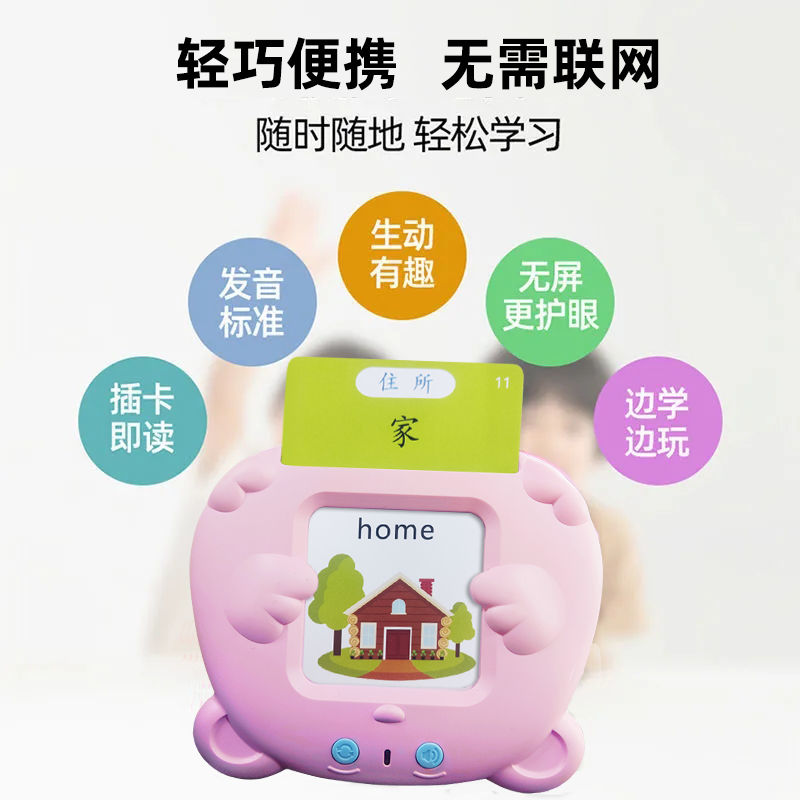 轻巧便携 无需联网
随时随地 轻松学习
生动
有趣
发音
标准
无屏
更护眼
插卡
即读
边学
边玩
住所
11
家
home